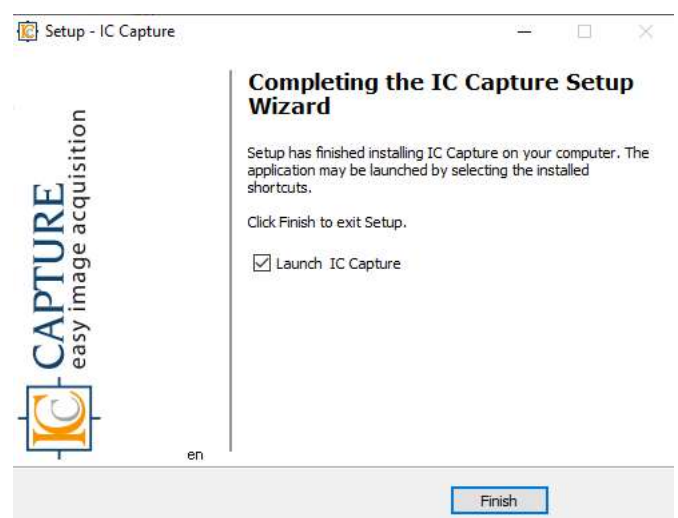 Setup - IC Capture
Completing the IC Capture Setup
Wizard
Setup has finished installing IC Capture on your computer. The
application may be launched by selecting the installed
shortcuts.
Click Finish to exit Setup.
Launch IC Capture
IC CAPTURE
easy image acquisition
en
Finish